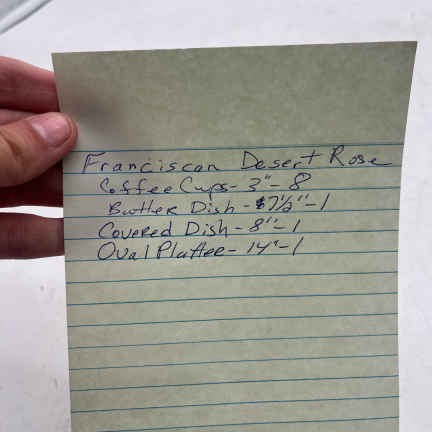 Franciscan Desert Rose
Coffee Cups - 3" - 8
Butter Dish - 7½" - 1
Covered Dish - 8" - 1
Oval Plattee - 14" - 1